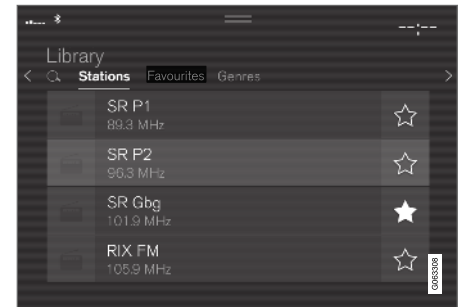 --:--
Library
Stations Favourites Genres
SR P1
89.3 MHz
SR P2
96.3 MHz
SR Gbg
101.9 MHz
RIX FM
105.9 MHz
G063308